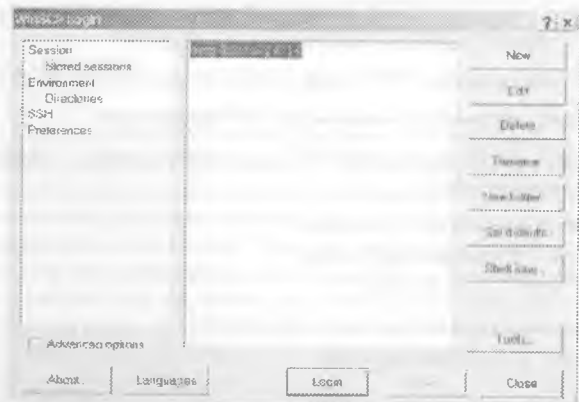 WinSCP Login
Session
Stored sessions
Environment
Directories
SSH
Preferences
New
Edit
Delete
Rename
New folder...
Set defaults
Shell icon...
Tools...
Advanced options
About...
Languages
Login
Close